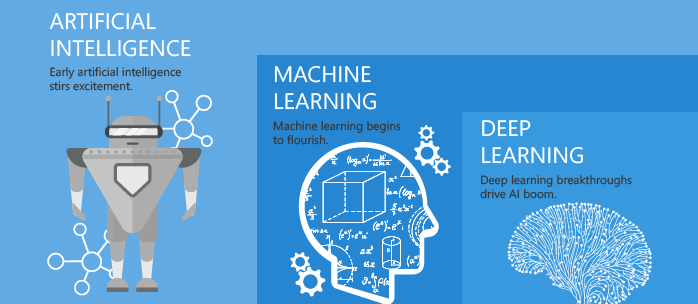 ARTIFICIAL
INTELLIGENCE
Early artificial intelligence
stirs excitement.
MACHINE
LEARNING
Machine learning begins
to flourish.
DEEP
LEARNING
Deep learning breakthroughs
drive AI boom.